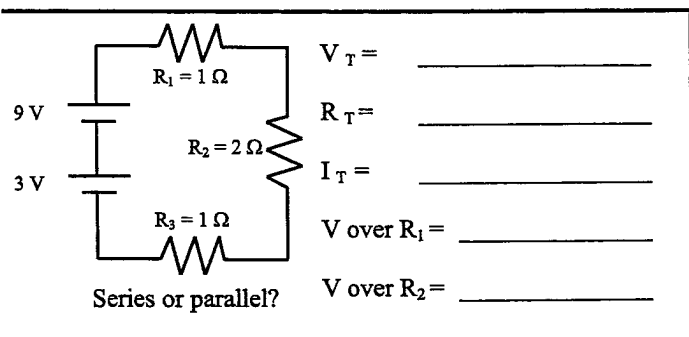 R₁ = 1 Ω
9 V
R₂ = 2 Ω
3 V
R₃ = 1 Ω
Series or parallel?
V T =
R T =
I T =
V over R₁ =
V over R₂ =